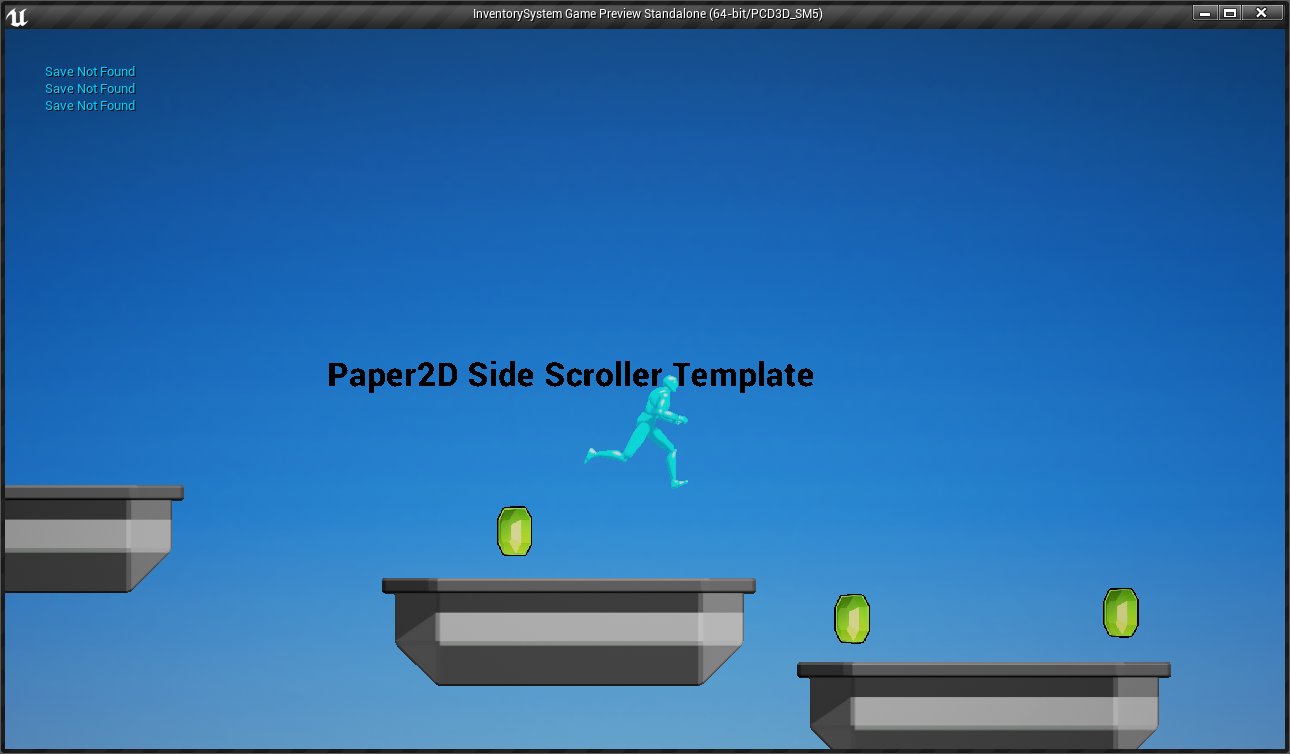 InventorySystem Game Preview Standalone (64-bit/PCD3D_SM5)
Save Not Found
Save Not Found
Save Not Found
Paper2D Side Scroller Template